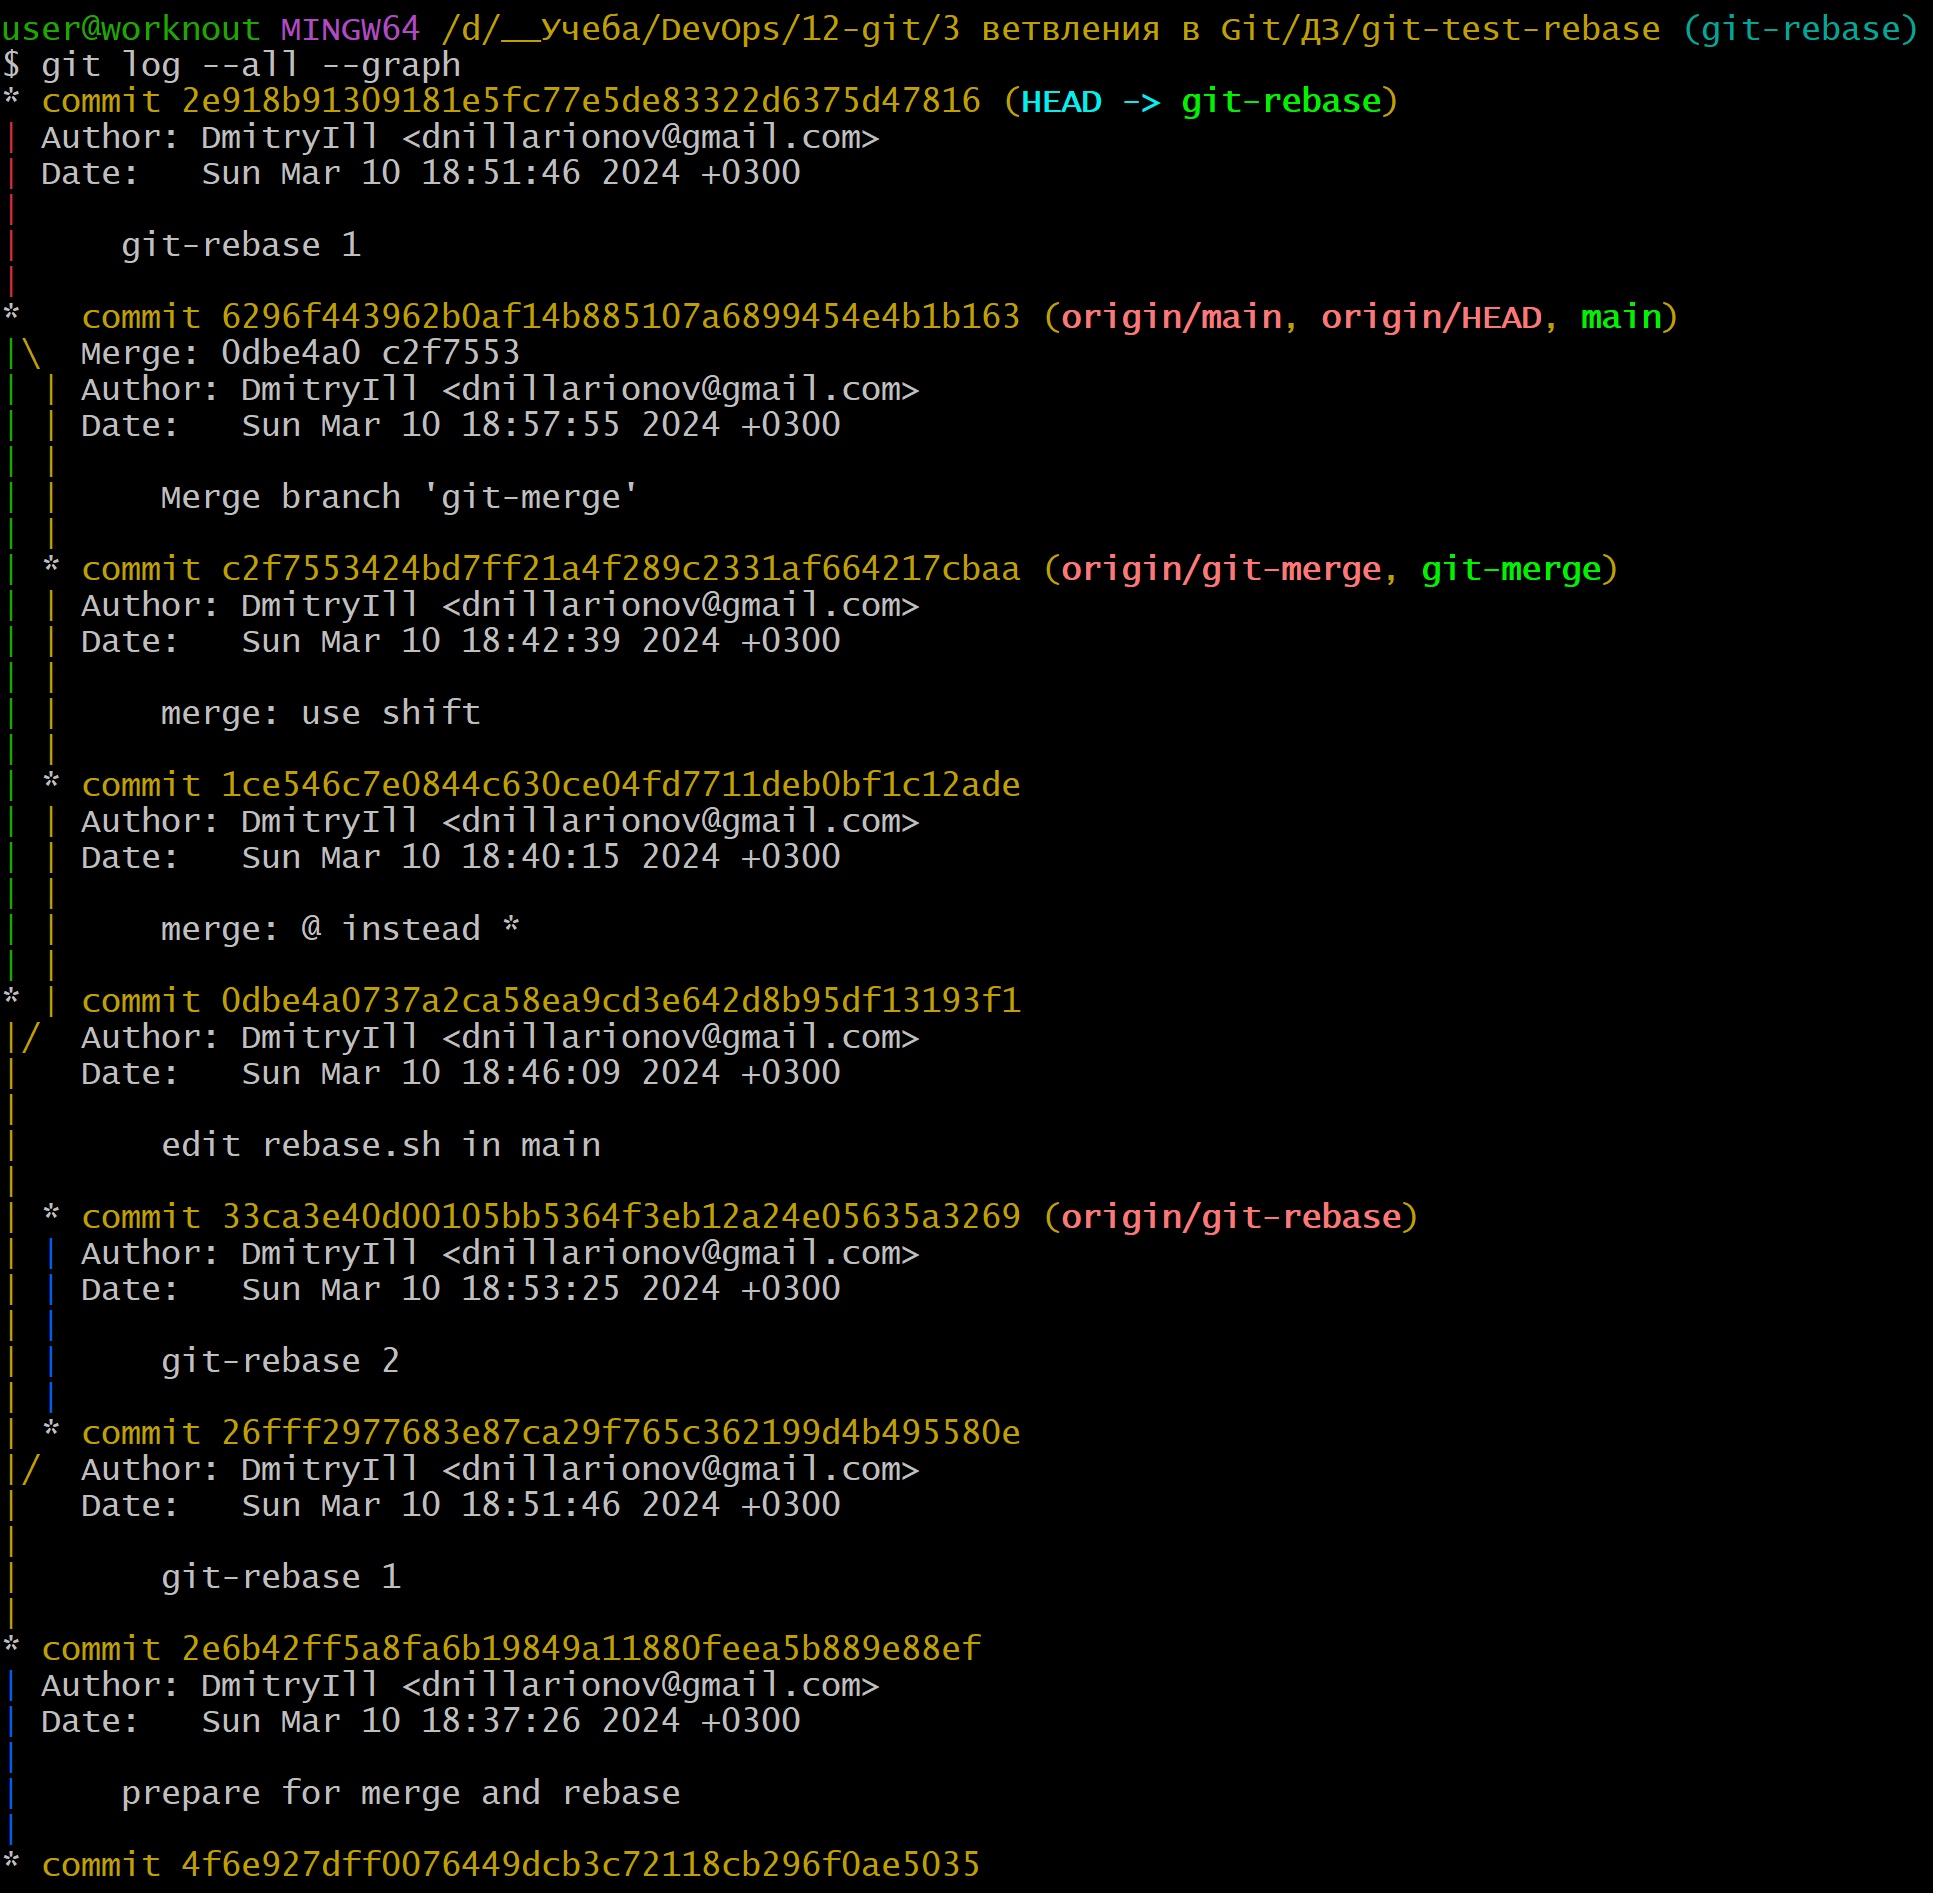 user@worknout MINGW64 /d/__Учеба/DevOps/12-git/3 ветвления в Git/ДЗ/git-test-rebase (git-rebase)
$ git log --all --graph
* commit 2e918b91309181e5fc77e5de83322d6375d47816 (HEAD -> git-rebase)
| Author: DmitryIll <dnillarionov@gmail.com>
| Date:   Sun Mar 10 18:51:46 2024 +0300
|
|     git-rebase 1
|
*   commit 6296f443962b0af14b885107a6899454e4b1b163 (origin/main, origin/HEAD, main)
|\  Merge: 0dbe4a0 c2f7553
| | Author: DmitryIll <dnillarionov@gmail.com>
| | Date:   Sun Mar 10 18:57:55 2024 +0300
| |
| |     Merge branch 'git-merge'
| |
| * commit c2f7553424bd7ff21a4f289c2331af664217cbaa (origin/git-merge, git-merge)
| | Author: DmitryIll <dnillarionov@gmail.com>
| | Date:   Sun Mar 10 18:42:39 2024 +0300
| |
| |     merge: use shift
| |
| * commit 1ce546c7e0844c630ce04fd7711deb0bf1c12ade
| | Author: DmitryIll <dnillarionov@gmail.com>
| | Date:   Sun Mar 10 18:40:15 2024 +0300
| |
| |     merge: @ instead *
| |
* | commit 0dbe4a0737a2ca58ea9cd3e642d8b95df13193f1
|/  Author: DmitryIll <dnillarionov@gmail.com>
|   Date:   Sun Mar 10 18:46:09 2024 +0300
|
|       edit rebase.sh in main
|
| * commit 33ca3e40d00105bb5364f3eb12a24e05635a3269 (origin/git-rebase)
| | Author: DmitryIll <dnillarionov@gmail.com>
| | Date:   Sun Mar 10 18:53:25 2024 +0300
| |
| |     git-rebase 2
| |
| * commit 26fff2977683e87ca29f765c362199d4b495580e
|/  Author: DmitryIll <dnillarionov@gmail.com>
|   Date:   Sun Mar 10 18:51:46 2024 +0300
|
|       git-rebase 1
|
* commit 2e6b42ff5a8fa6b19849a11880feea5b889e88ef
| Author: DmitryIll <dnillarionov@gmail.com>
| Date:   Sun Mar 10 18:37:26 2024 +0300
|
|     prepare for merge and rebase
|
* commit 4f6e927dff0076449dcb3c72118cb296f0ae5035